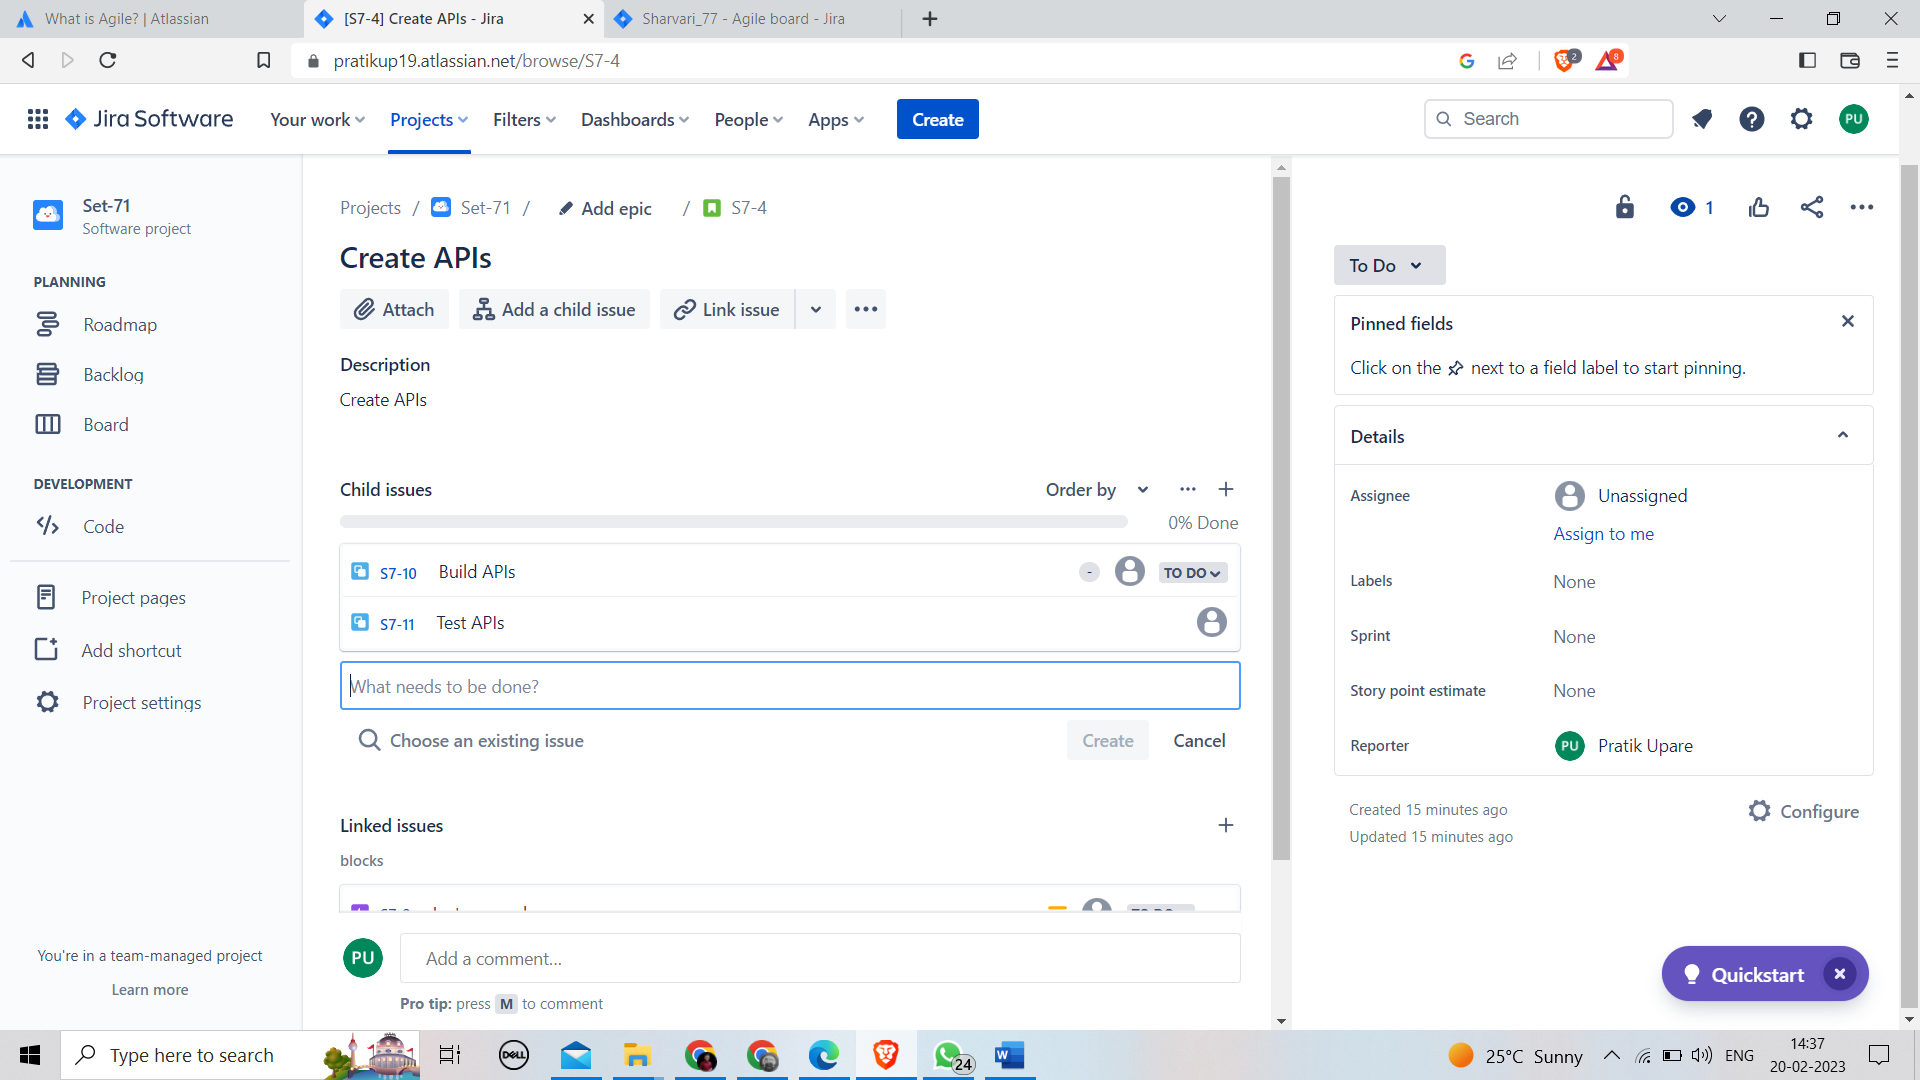 What is Agile? | Atlassian
[S7-4] Create APIs - Jira
Sharvari_77 - Agile board - Jira
pratikup19.atlassian.net/browse/S7-4
2
8
Jira Software
Your work
Projects
Filters
Dashboards
People
Apps
Create
Search
PU
Set-71
Software project
PLANNING
Roadmap
Backlog
Board
DEVELOPMENT
Code
Project pages
Add shortcut
Project settings
You're in a team-managed project
Learn more
Projects / Set-71 / Add epic / S7-4
Create APIs
Attach
Add a child issue
Link issue
Description
Create APIs
Child issues
Order by
0% Done
S7-10 Build APIs - TO DO
S7-11 Test APIs
What needs to be done?
Choose an existing issue
Create
Cancel
Linked issues
blocks
PU
Add a comment...
Pro tip: press M to comment
1
To Do
Pinned fields
Click on the next to a field label to start pinning.
Details
Assignee
Unassigned
Assign to me
Labels
None
Sprint
None
Story point estimate
None
Reporter
PU Pratik Upare
Created 15 minutes ago
Updated 15 minutes ago
Configure
Quickstart
Type here to search
DELL
24
25°C Sunny
ENG
14:37
20-02-2023